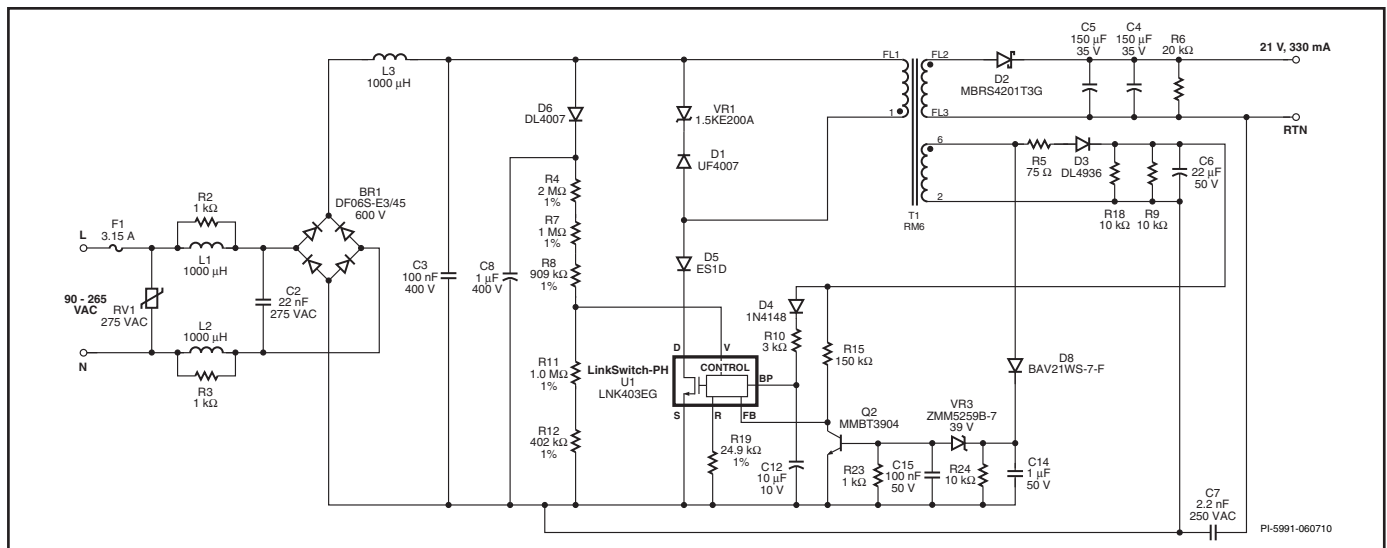 L
F1
3.15 A
90 - 265
VAC
RV1
275 VAC
N
R2
1 kΩ
L1
1000 µH
L2
1000 µH
R3
1 kΩ
C2
22 nF
275 VAC
BR1
DF06S-E3/45
600 V
L3
1000 µH
C3
100 nF
400 V
C8
1 µF
400 V
D6
DL4007
R4
2 MΩ
1%
R7
1 MΩ
1%
R8
909 kΩ
1%
R11
1.0 MΩ
1%
R12
402 kΩ
1%
VR1
1.5KE200A
D1
UF4007
D5
ES1D
LinkSwitch-PH
U1
LNK403EG
D
V
CONTROL
BP
S
R
FB
R19
24.9 kΩ
1%
D4
1N4148
R10
3 kΩ
C12
10 µF
10 V
R15
150 kΩ
Q2
MMBT3904
R23
1 kΩ
C15
100 nF
50 V
VR3
ZMM5259B-7
39 V
R24
10 kΩ
C14
1 µF
50 V
D8
BAV21WS-7-F
FL1
1
FL2
FL3
6
2
T1
RM6
D2
MBRS4201T3G
C5
150 µF
35 V
C4
150 µF
35 V
R6
20 kΩ
21 V, 330 mA
RTN
R5
75 Ω
D3
DL4936
R18
10 kΩ
R9
10 kΩ
C6
22 µF
50 V
C7
2.2 nF
250 VAC
PI-5991-060710